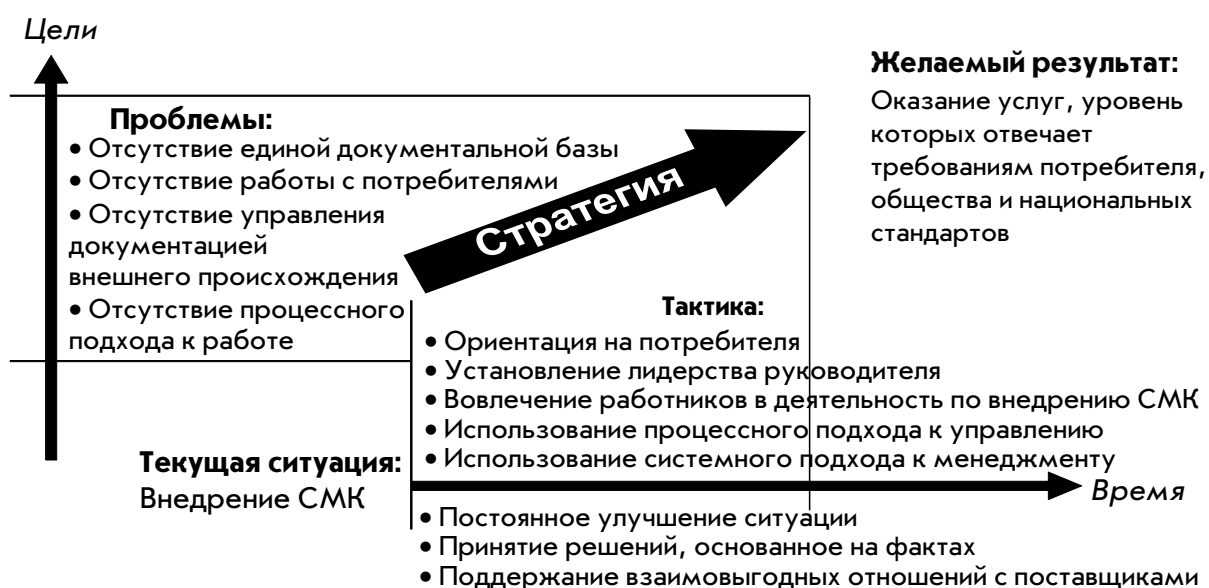 Цели
Желаемый результат:
Оказание услуг, уровень
которых отвечает
требованиям потребителя,
общества и национальных
стандартов
Проблемы:
• Отсутствие единой документальной базы
• Отсутствие работы с потребителями
• Отсутствие управления
документацией
внешнего происхождения
• Отсутствие процессного
подхода к работе
Стратегия
Тактика:
• Ориентация на потребителя
• Установление лидерства руководителя
• Вовлечение работников в деятельность по внедрению СМК
• Использование процессного подхода к управлению
• Использование системного подхода к менеджменту
Текущая ситуация:
Внедрение СМК
Время
• Постоянное улучшение ситуации
• Принятие решений, основанное на фактах
• Поддержание взаимовыгодных отношений с поставщиками